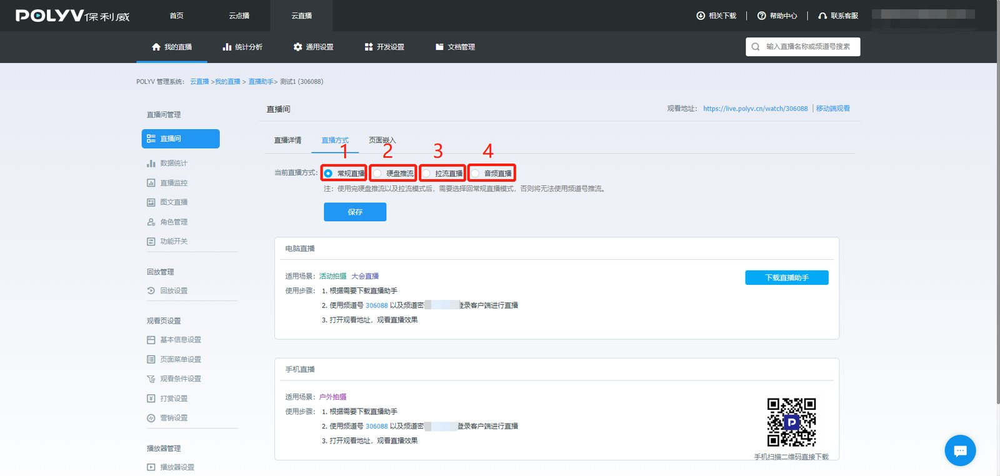 POLYV保利威
首页
云点播
云直播
相关下载
帮助中心
联系客服
我的直播
统计分析
通用设置
开发设置
文档管理
输入直播名称或频道号搜索
POLYV 管理系统： 云直播 >我的直播 > 直播助手> 测试1 (306088)
直播间管理
直播间
数据统计
直播监控
图文直播
角色管理
功能开关
回放管理
回放设置
观看页设置
基本信息设置
页面菜单设置
观看条件设置
打赏设置
营销设置
播放器管理
播放器设置
直播间
观看地址： https://live.polyv.cn/watch/306088 | 移动端观看
直播详情
直播方式
页面嵌入
1
2
3
4
当前直播方式:
常规直播
硬盘推流
拉流直播
音频直播
注：使用完硬盘推流以及拉流模式后，需要选择回常规直播模式，否则将无法使用频道号推流。
保存
电脑直播
适用场景：活动拍摄 大会直播
下载直播助手
使用步骤： 1. 根据需要下载直播助手
2. 使用频道号 306088 以及频道密 登录客户端进行直播
3. 打开观看地址，观看直播效果
手机直播
适用场景：户外拍摄
使用步骤： 1. 根据需要下载直播助手
2. 使用频道号 306088 以及频道密 登录客户端进行直播
3. 打开观看地址，观看直播效果
P
手机扫描二维码直接下载